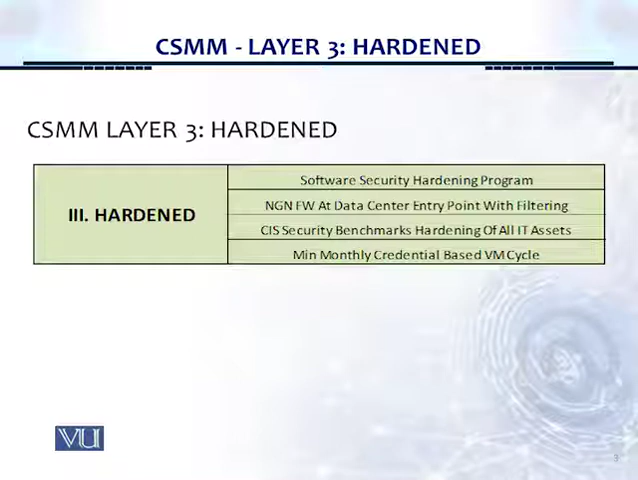 CSMM - LAYER 3: HARDENED
CSMM LAYER 3: HARDENED
III. HARDENED
Software Security Hardening Program
NGN FW At Data Center Entry Point With Filtering
CIS Security Benchmarks Hardening Of All IT Assets
Min Monthly Credential Based VM Cycle
VU
3